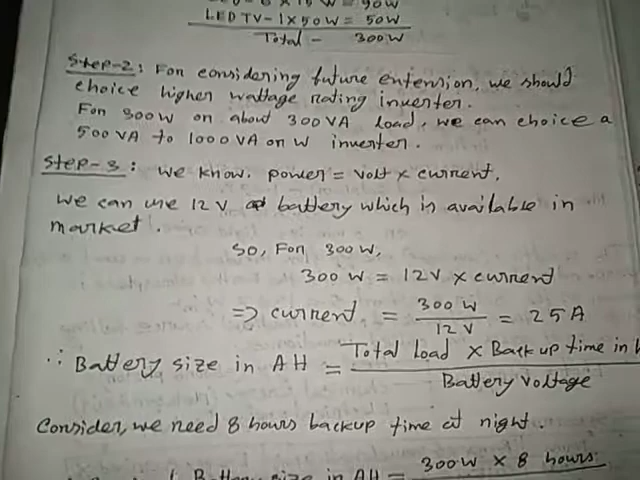 LED TV - 1 X 50W = 50W
Total - 300W
Step-2: For considering future extension, we should
choice higher wattage rating inverter.
For 300W or about 300VA load, we can choice a
500VA to 1000VA or W inverter.
Step-3: we know. power = volt x current.
we can use 12V battery which is available in
market.
So, For 300W,
300W = 12V x current
=> current = 300W / 12V = 25A
∴ Battery size in AH = Total Load x Backup time in / Battery Voltage
Consider, we need 8 hours backup time at night.
Battery size in AH = 300W x 8 hours